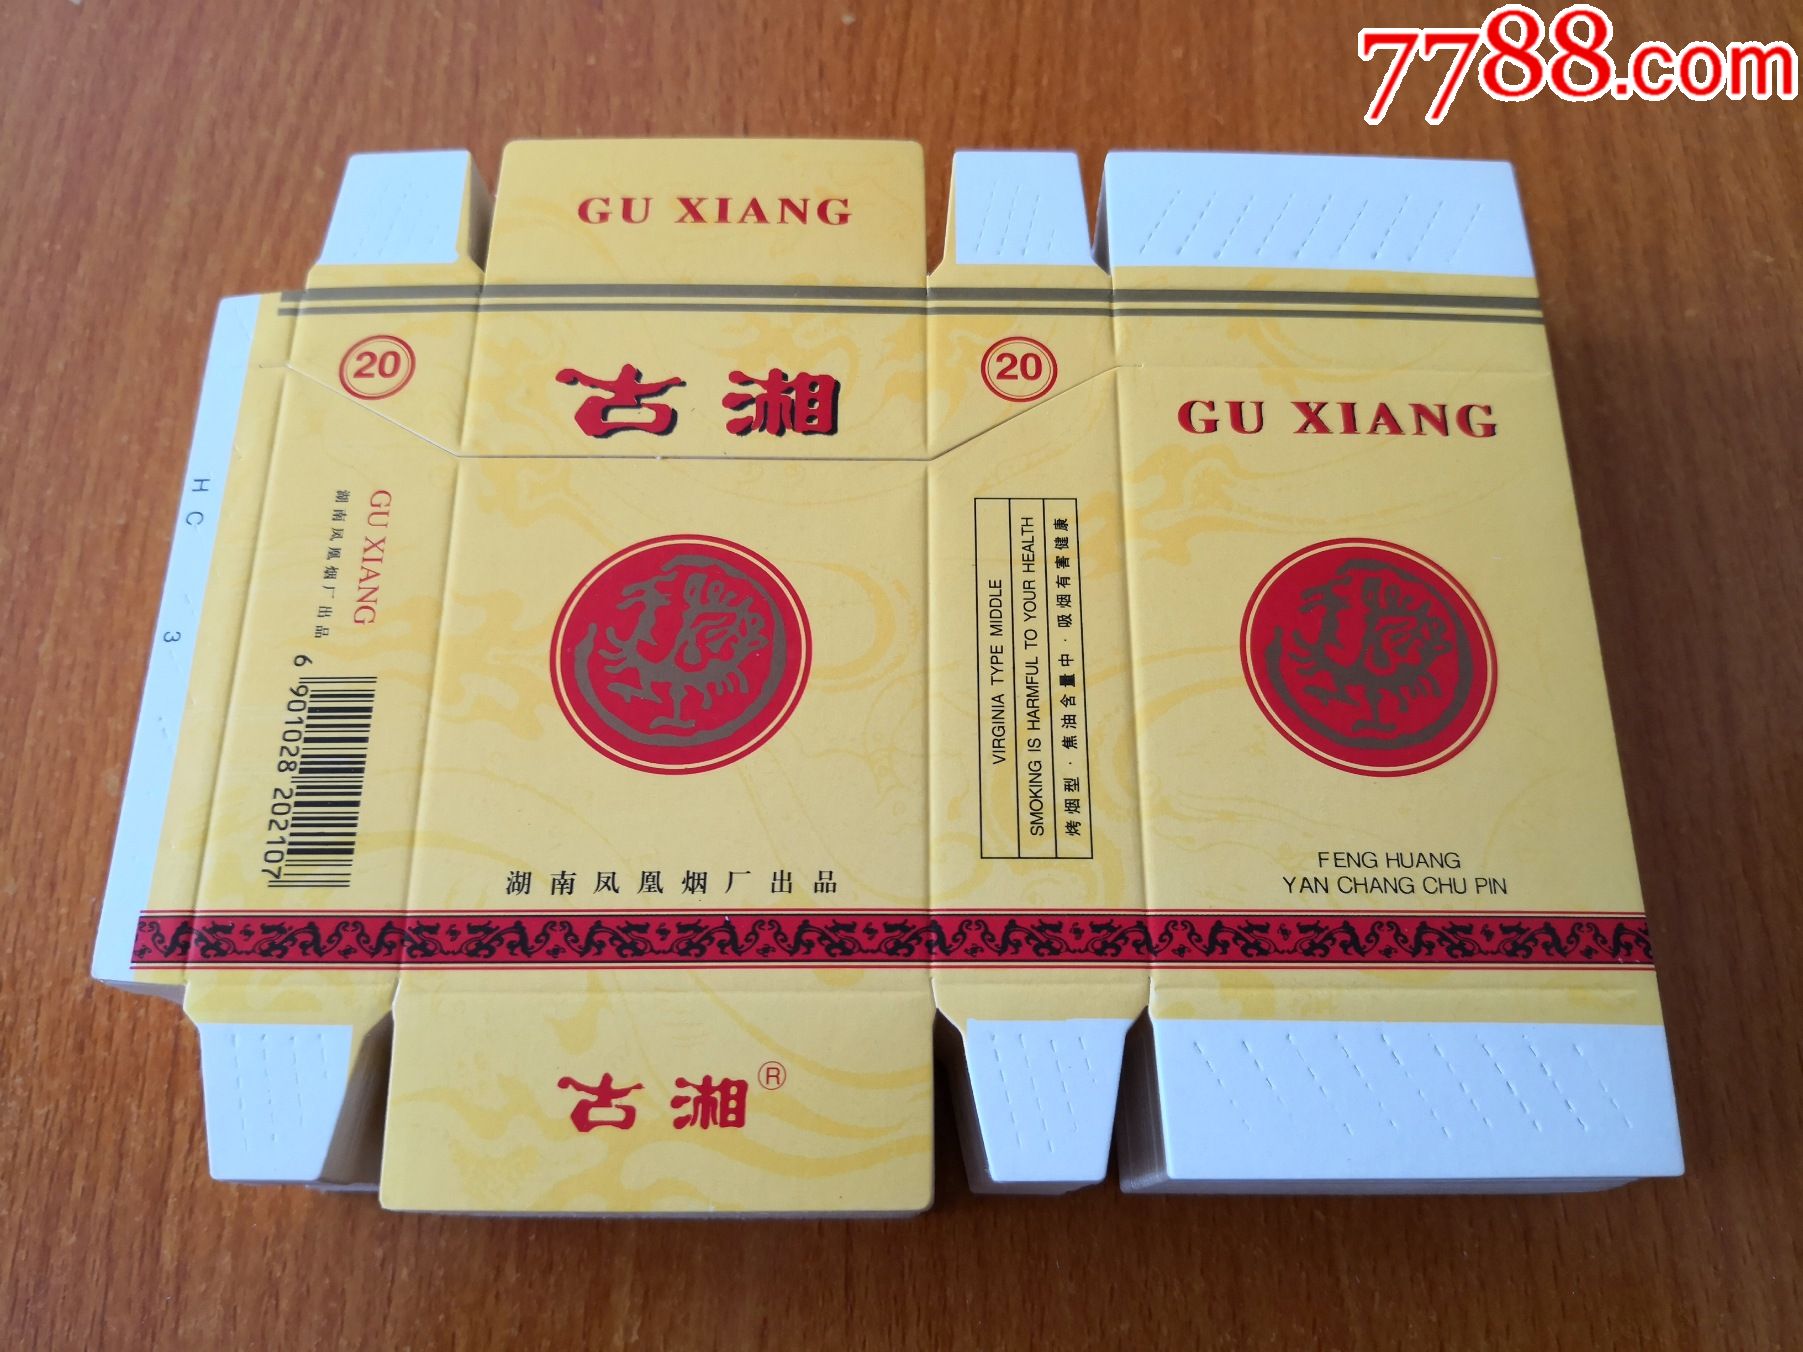 7788.com
GU XIANG
20
古湘
20
GU XIANG
HC 3
GU XIANG
湖南凤凰烟厂出品
6 901028 202107
VIRGINIA TYPE MIDDLE
SMOKING IS HARMFUL TO YOUR HEALTH
烤烟型·焦油含量中·吸烟有害健康
湖南凤凰烟厂出品
FENG HUANG
YAN CHANG CHU PIN
古湘®